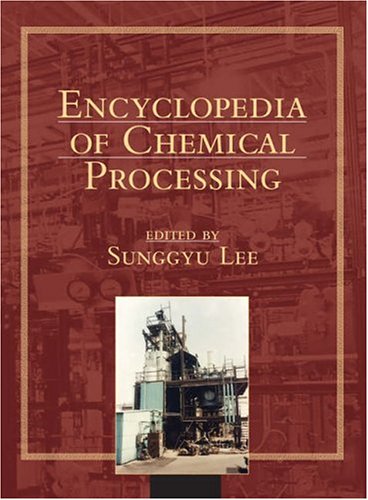 ENCYCLOPEDIA
OF CHEMICAL
PROCESSING
EDITED BY
SUNGGYU LEE